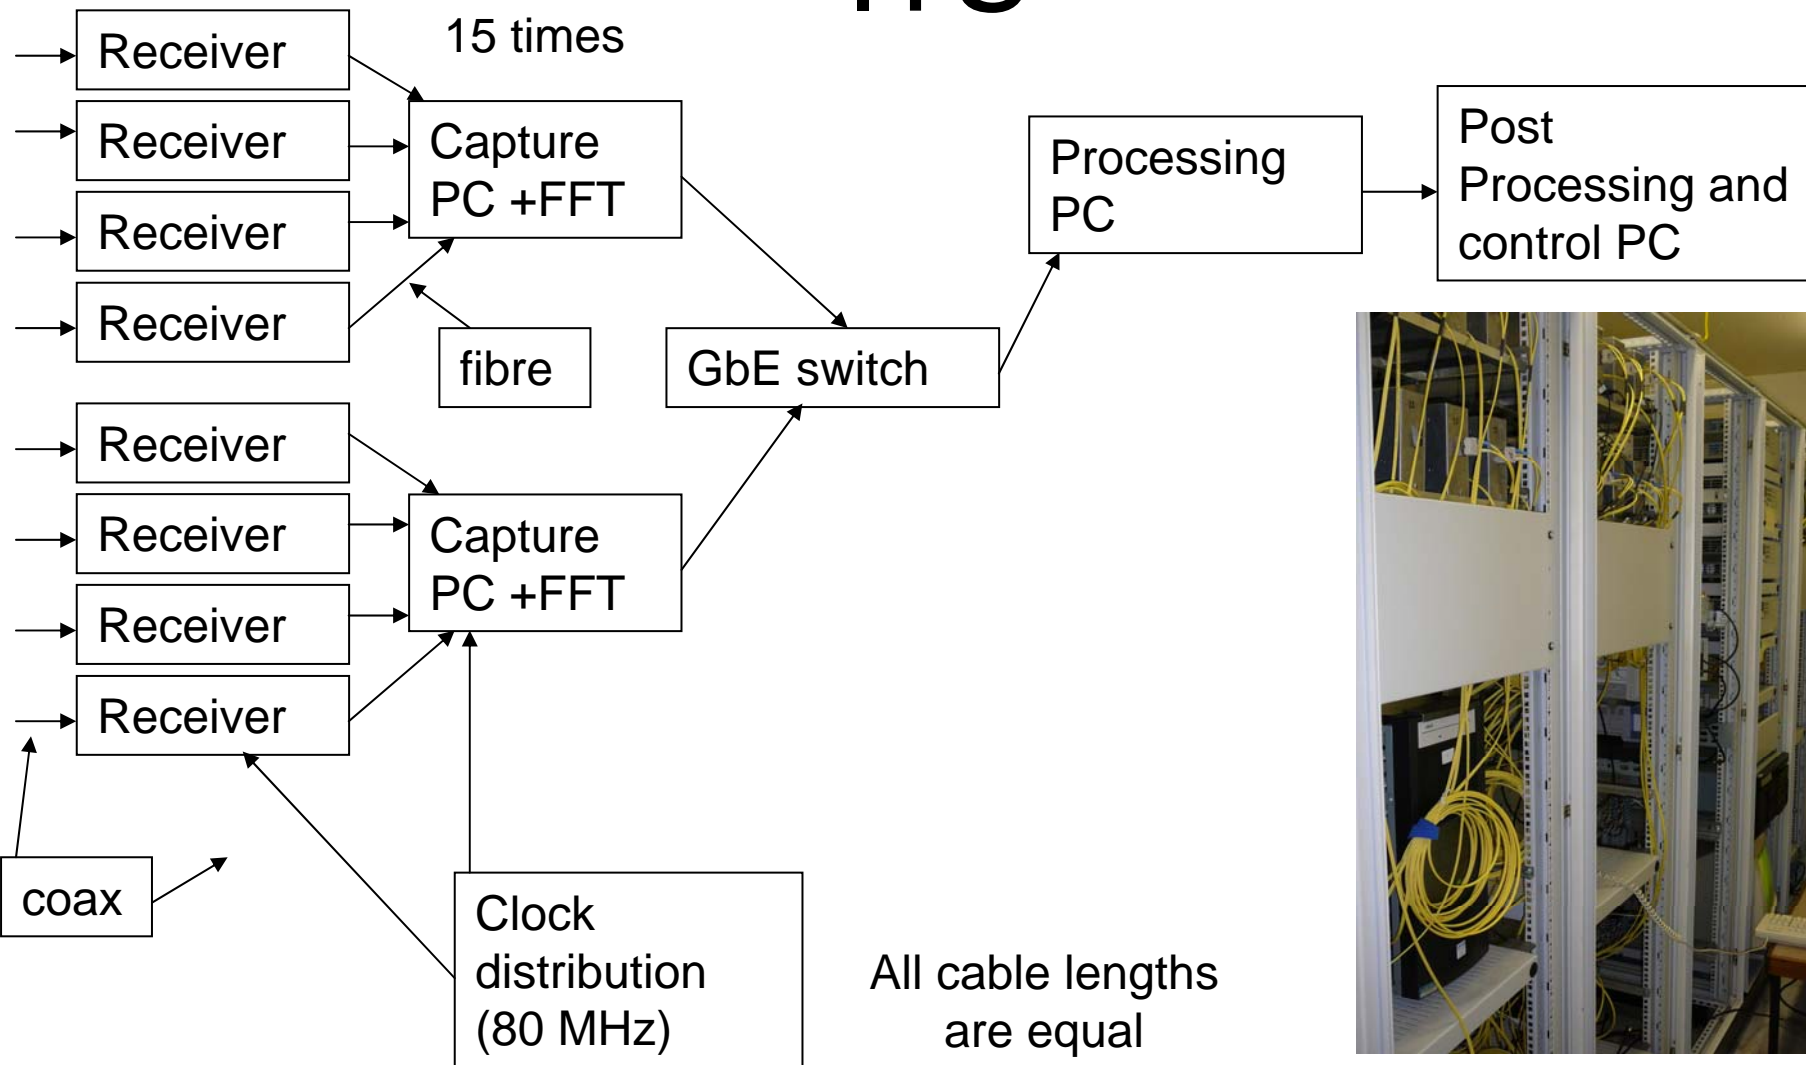 15 times
Receiver
Receiver
Receiver
Receiver
Capture
PC +FFT
fibre
Receiver
Receiver
Receiver
Receiver
Capture
PC +FFT
GbE switch
Processing
PC
Post
Processing and
control PC
coax
Clock
distribution
(80 MHz)
All cable lengths
are equal